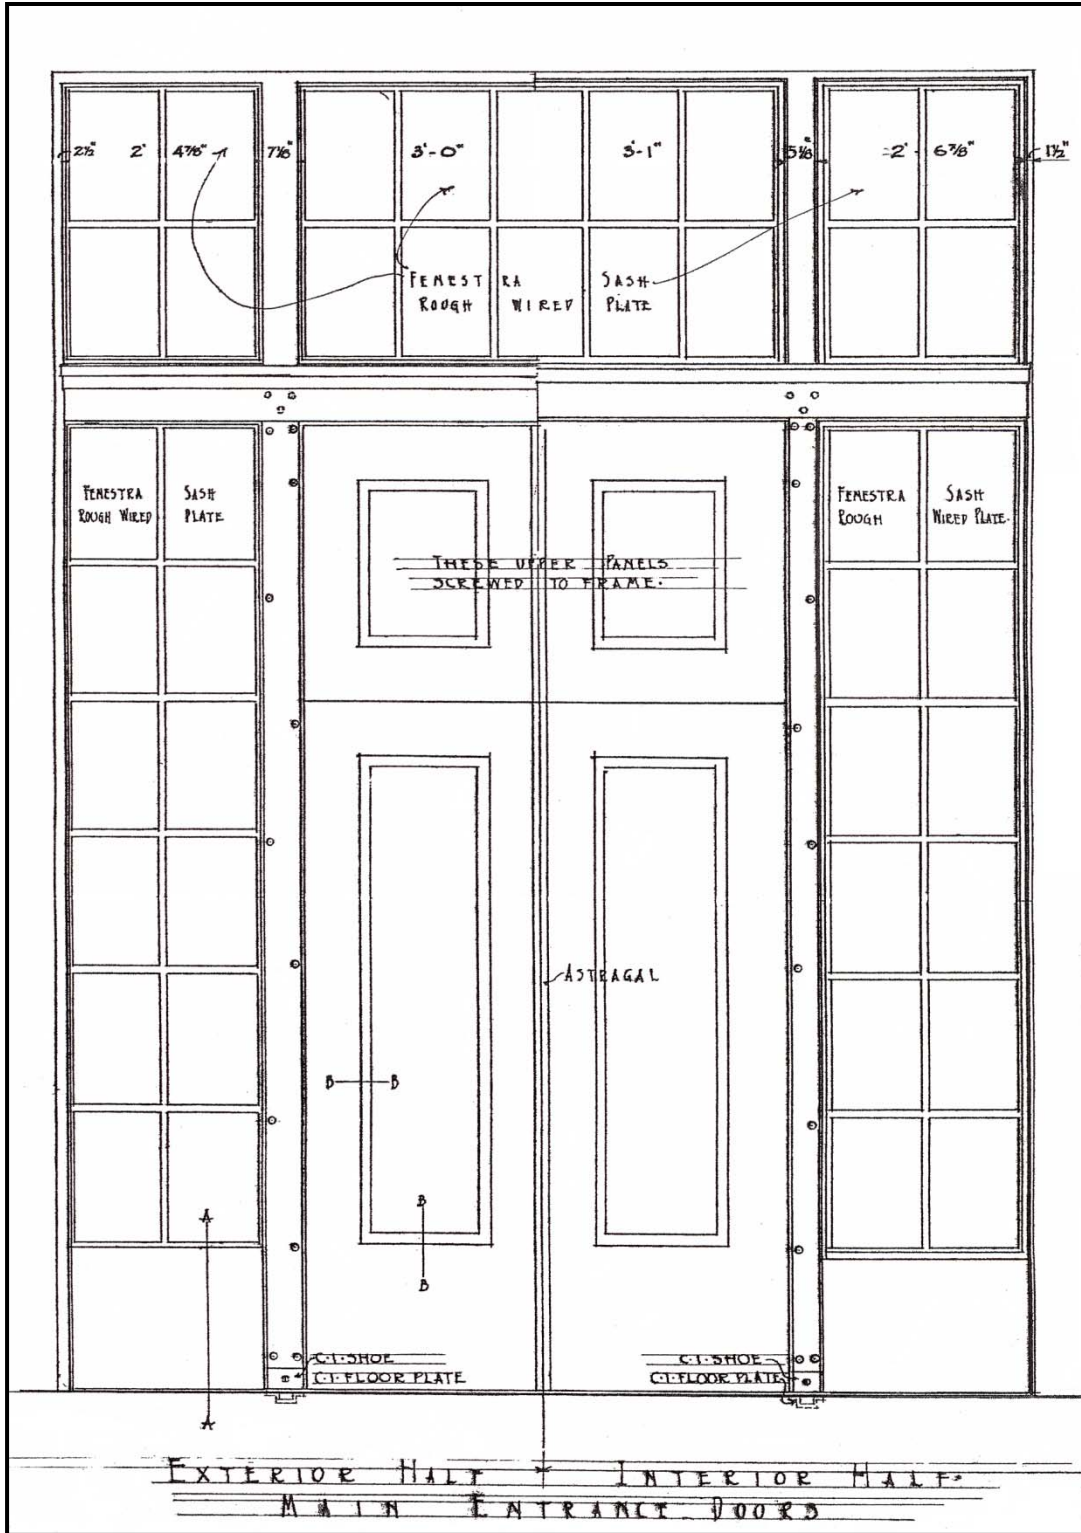 2½" 2' 4⅞" 7⅛" 3'-0" 3'-1" 5⅛" 2' 6⅞" 1½"
FENESTRA SASH
ROUGH WIRED PLATE
FENESTRA SASH
ROUGH WIRED PLATE
FENESTRA SASH
ROUGH WIRED PLATE.
THESE UPPER PANELS
SCREWED TO FRAME.
ASTRAGAL
B B
B
A
B
C.I. SHOE C.I. SHOE
C.I. FLOOR PLATE C.I. FLOOR PLATE
A
EXTERIOR HALF INTERIOR HALF.
MAIN ENTRANCE DOORS